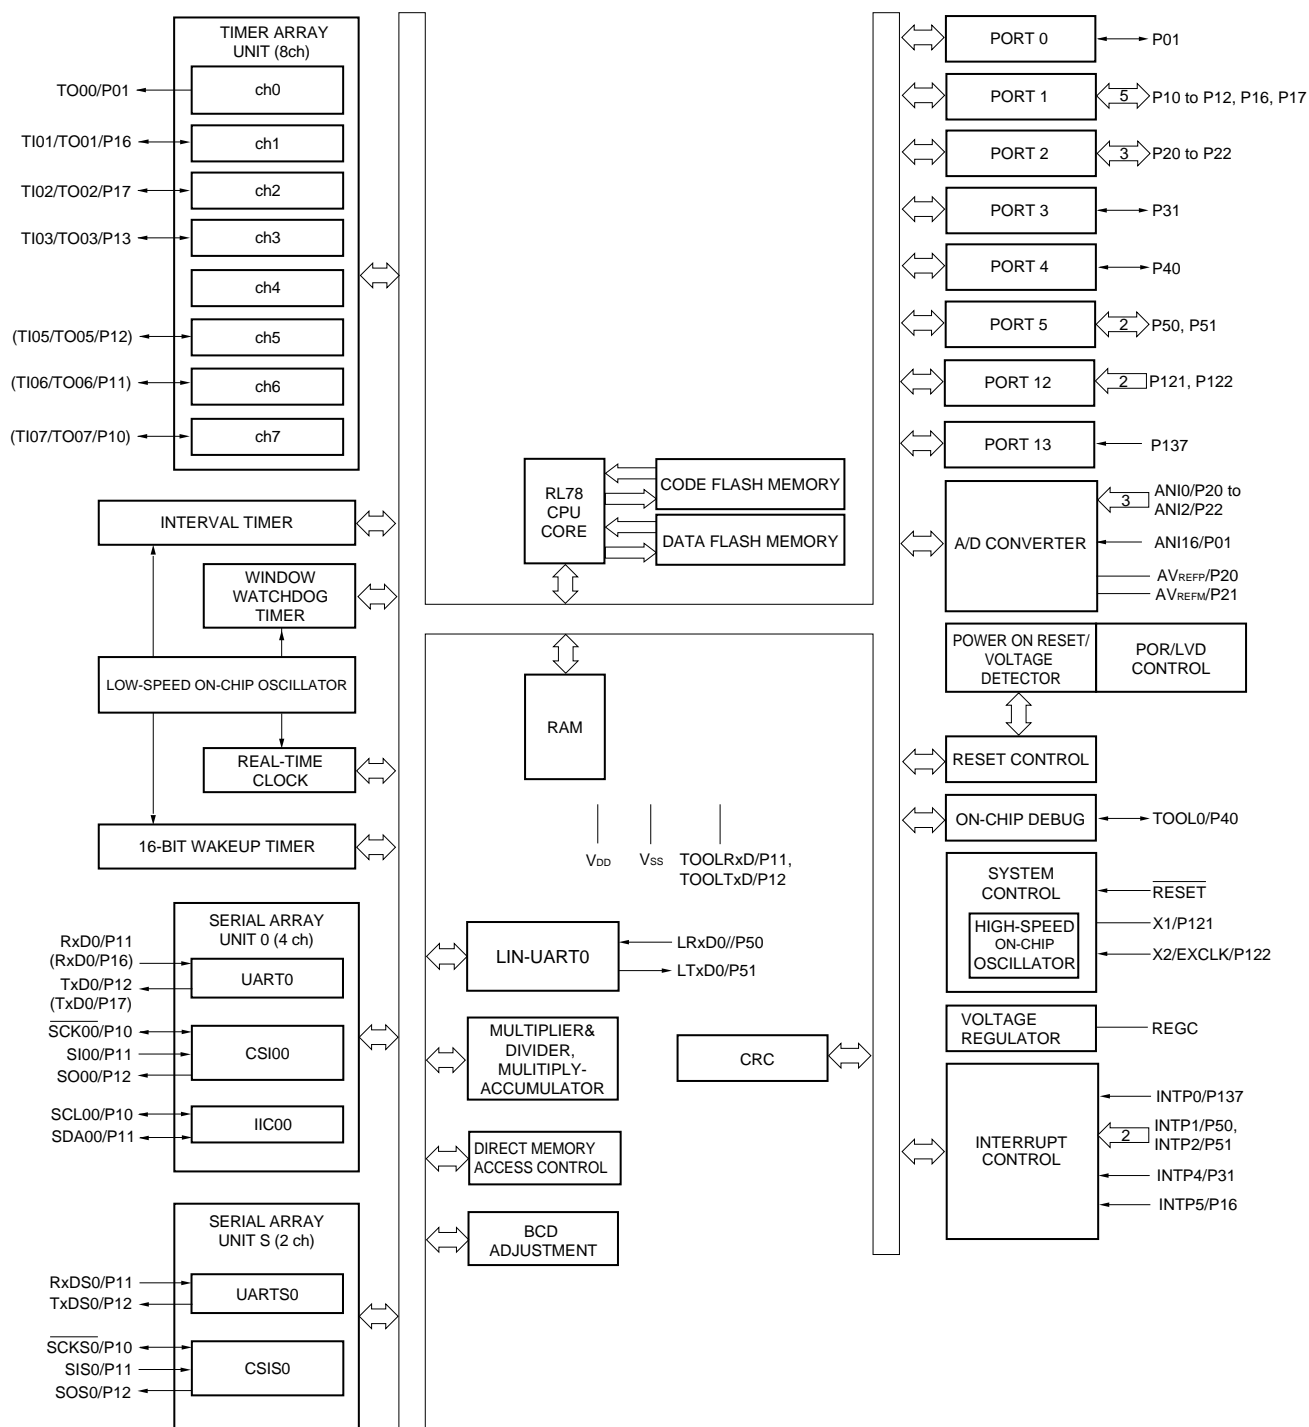 TIMER ARRAY
UNIT (8ch)
TO00/P01
ch0
TI01/TO01/P16
ch1
TI02/TO02/P17
ch2
TI03/TO03/P13
ch3
ch4
(TI05/TO05/P12)
ch5
(TI06/TO06/P11)
ch6
(TI07/TO07/P10)
ch7
INTERVAL TIMER
WINDOW
WATCHDOG
TIMER
LOW-SPEED ON-CHIP OSCILLATOR
REAL-TIME
CLOCK
16-BIT WAKEUP TIMER
SERIAL ARRAY
UNIT 0 (4 ch)
RxD0/P11
(RxD0/P16)
TxD0/P12
(TxD0/P17)
UART0
SCK00/P10
SI00/P11
SO00/P12
CSI00
SCL00/P10
SDA00/P11
IIC00
SERIAL ARRAY
UNIT S (2 ch)
RxDS0/P11
TxDS0/P12
UARTS0
SCKS0/P10
SIS0/P11
SOS0/P12
CSIS0
RL78
CPU
CORE
CODE FLASH MEMORY
DATA FLASH MEMORY
RAM
VDD
VSS
TOOLRxD/P11,
TOOLTxD/P12
LIN-UART0
LRxD0//P50
LTxD0/P51
MULTIPLIER&
DIVIDER,
MULITIPLY-
ACCUMULATOR
CRC
DIRECT MEMORY
ACCESS CONTROL
BCD
ADJUSTMENT
PORT 0
P01
PORT 1
5
P10 to P12, P16, P17
PORT 2
3
P20 to P22
PORT 3
P31
PORT 4
P40
PORT 5
2
P50, P51
PORT 12
2
P121, P122
PORT 13
P137
A/D CONVERTER
3
ANI0/P20 to
ANI2/P22
ANI16/P01
AVREFP/P20
AVREFM/P21
POWER ON RESET/
VOLTAGE
DETECTOR
POR/LVD
CONTROL
RESET CONTROL
ON-CHIP DEBUG
TOOL0/P40
SYSTEM
CONTROL
HIGH-SPEED
ON-CHIP
OSCILLATOR
RESET
X1/P121
X2/EXCLK/P122
VOLTAGE
REGULATOR
REGC
INTERRUPT
CONTROL
INTP0/P137
2
INTP1/P50,
INTP2/P51
INTP4/P31
INTP5/P16